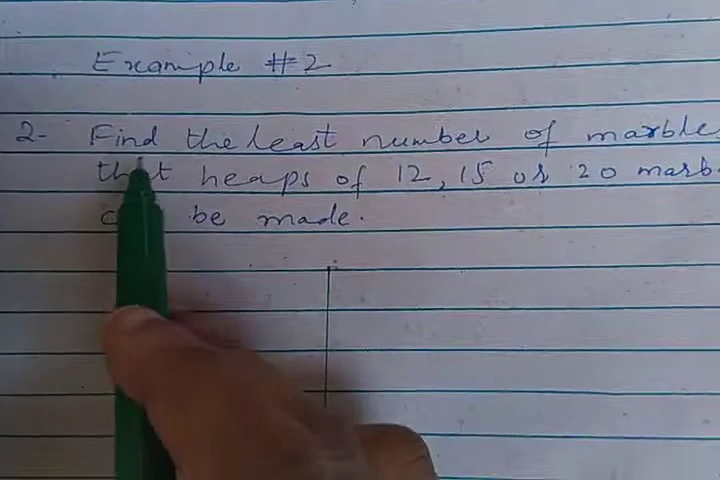 Example #2
2- Find the least number of marble
that heaps of 12, 15 or 20 marb
be made.